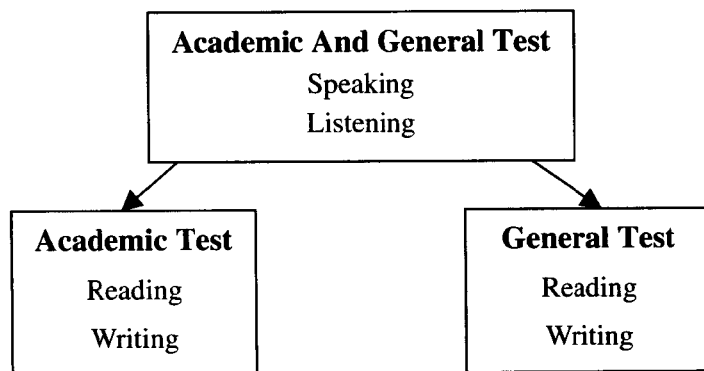 Academic And General Test
Speaking
Listening
Academic Test
Reading
Writing
General Test
Reading
Writing